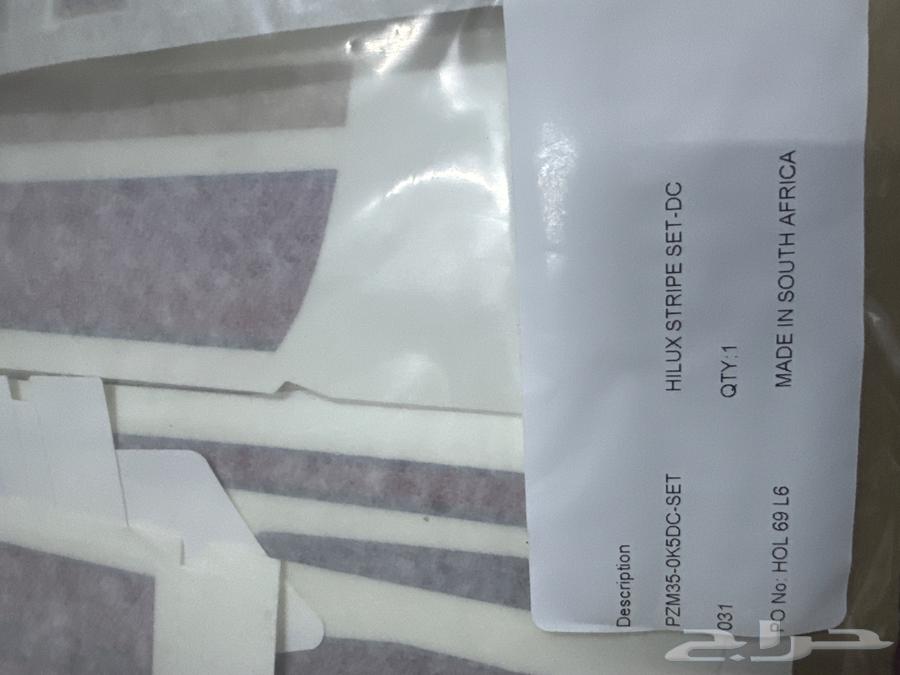 Description
PZM35-0K5DC-SET HILUX STRIPE SET-DC
031 QTY:1
PO No: HOL 69 L6 MADE IN SOUTH AFRICA
حراج